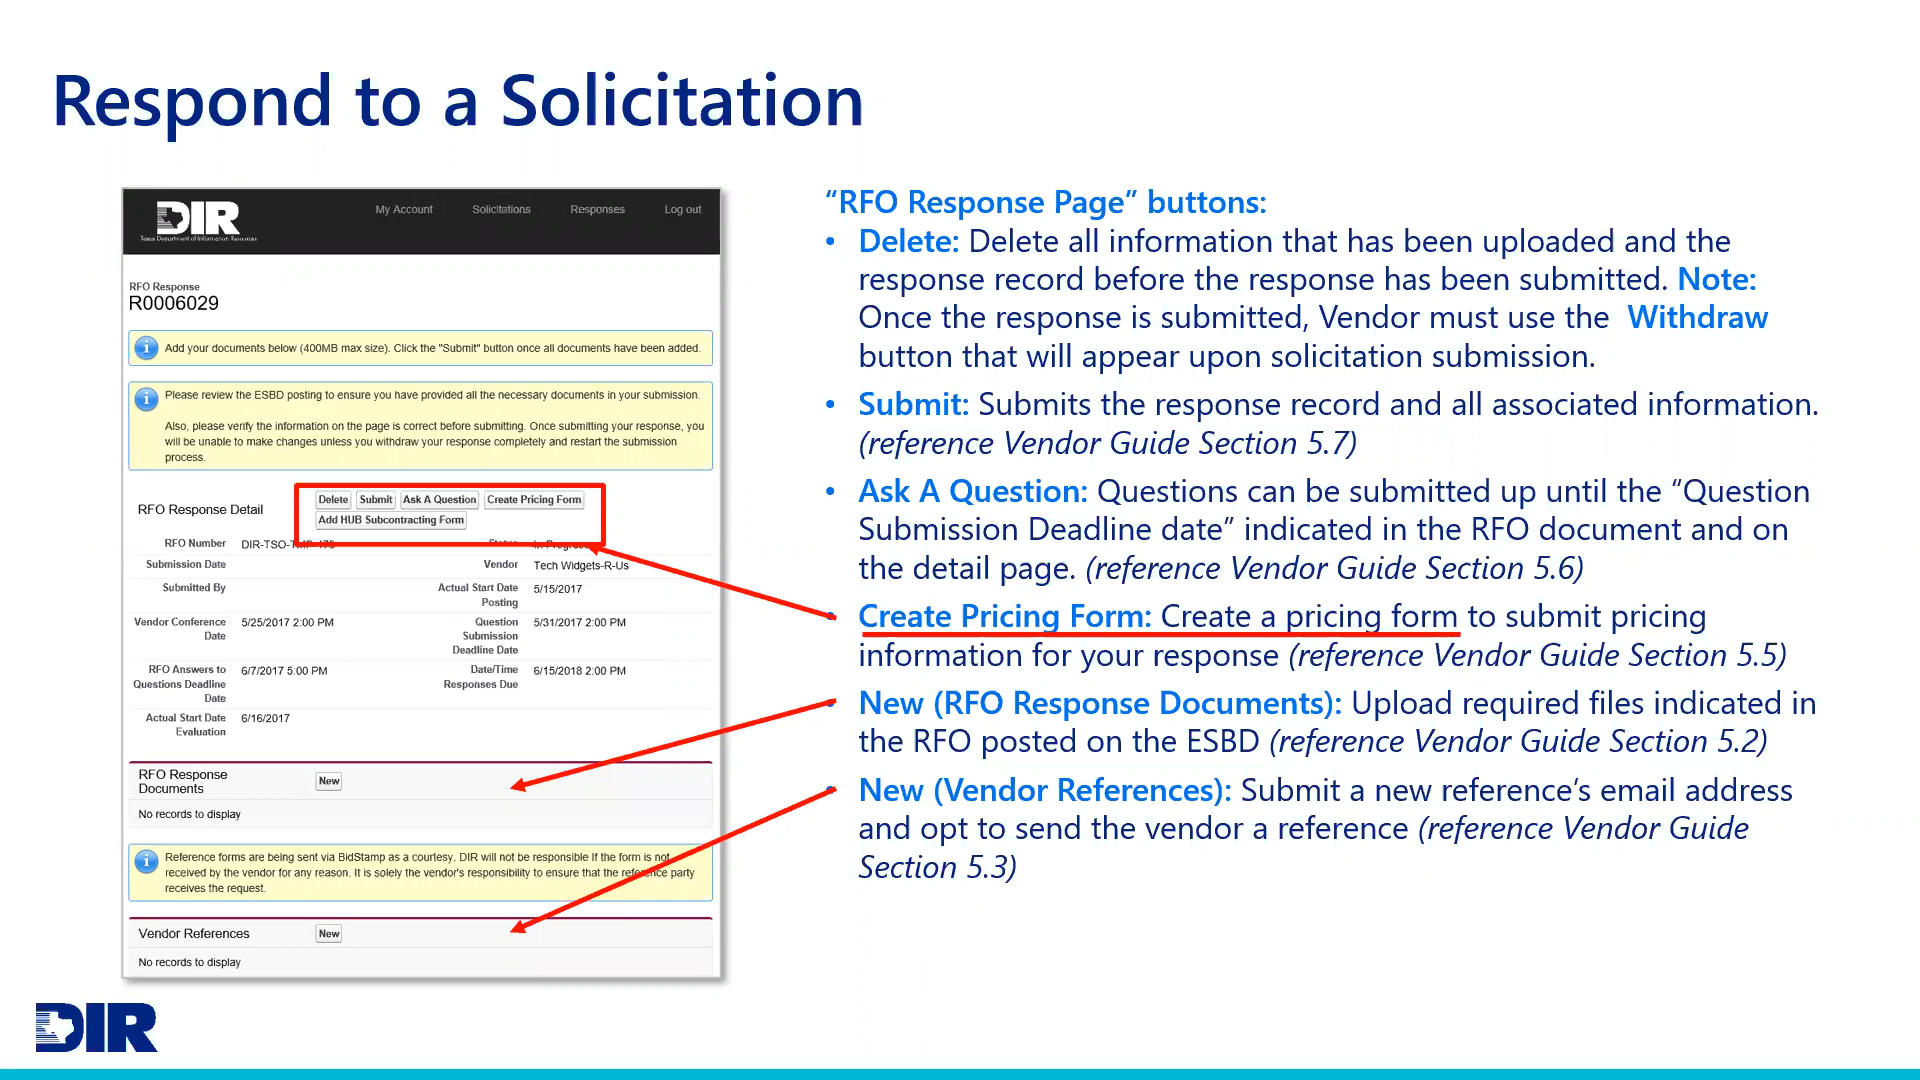 Respond to a Solicitation
DIR
Texas Department of Information Resources
My Account
Solicitations
Responses
Log out
RFO Response
R0006029
Add your documents below (400MB max size). Click the "Submit" button once all documents have been added.
Please review the ESBD posting to ensure you have provided all the necessary documents in your submission.
Also, please verify the information on the page is correct before submitting. Once submitting your response, you
will be unable to make changes unless you withdraw your response completely and restart the submission
process.
RFO Response Detail
Delete
Submit
Ask A Question
Create Pricing Form
Add HUB Subcontracting Form
RFO Number
Status
In Progress
Submission Date
Vendor
Tech Widgets-R-Us
Submitted By
Actual Start Date
Posting
5/15/2017
Vendor Conference
Date
5/25/2017 2:00 PM
Question
Submission
Deadline Date
5/31/2017 2:00 PM
RFO Answers to
Questions Deadline
Date
6/7/2017 5:00 PM
Date/Time
Responses Due
6/15/2018 2:00 PM
Actual Start Date
Evaluation
6/16/2017
RFO Response
Documents
New
No records to display
Reference forms are being sent via BidStamp as a courtesy. DIR will not be responsible If the form is not
received by the vendor for any reason. It is solely the vendor's responsibility to ensure that the reference party
receives the request.
Vendor References
New
No records to display
“RFO Response Page” buttons:
• Delete: Delete all information that has been uploaded and the
response record before the response has been submitted. Note:
Once the response is submitted, Vendor must use the Withdraw
button that will appear upon solicitation submission.
• Submit: Submits the response record and all associated information.
(reference Vendor Guide Section 5.7)
• Ask A Question: Questions can be submitted up until the “Question
Submission Deadline date” indicated in the RFO document and on
the detail page. (reference Vendor Guide Section 5.6)
• Create Pricing Form: Create a pricing form to submit pricing
information for your response (reference Vendor Guide Section 5.5)
• New (RFO Response Documents): Upload required files indicated in
the RFO posted on the ESBD (reference Vendor Guide Section 5.2)
• New (Vendor References): Submit a new reference’s email address
and opt to send the vendor a reference (reference Vendor Guide
Section 5.3)
DIR